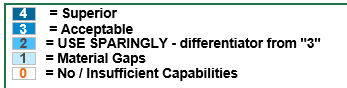 4 = Superior
3 = Acceptable
2 = USE SPARINGLY - differentiator from "3"
1 = Material Gaps
0 = No / Insufficient Capabilities